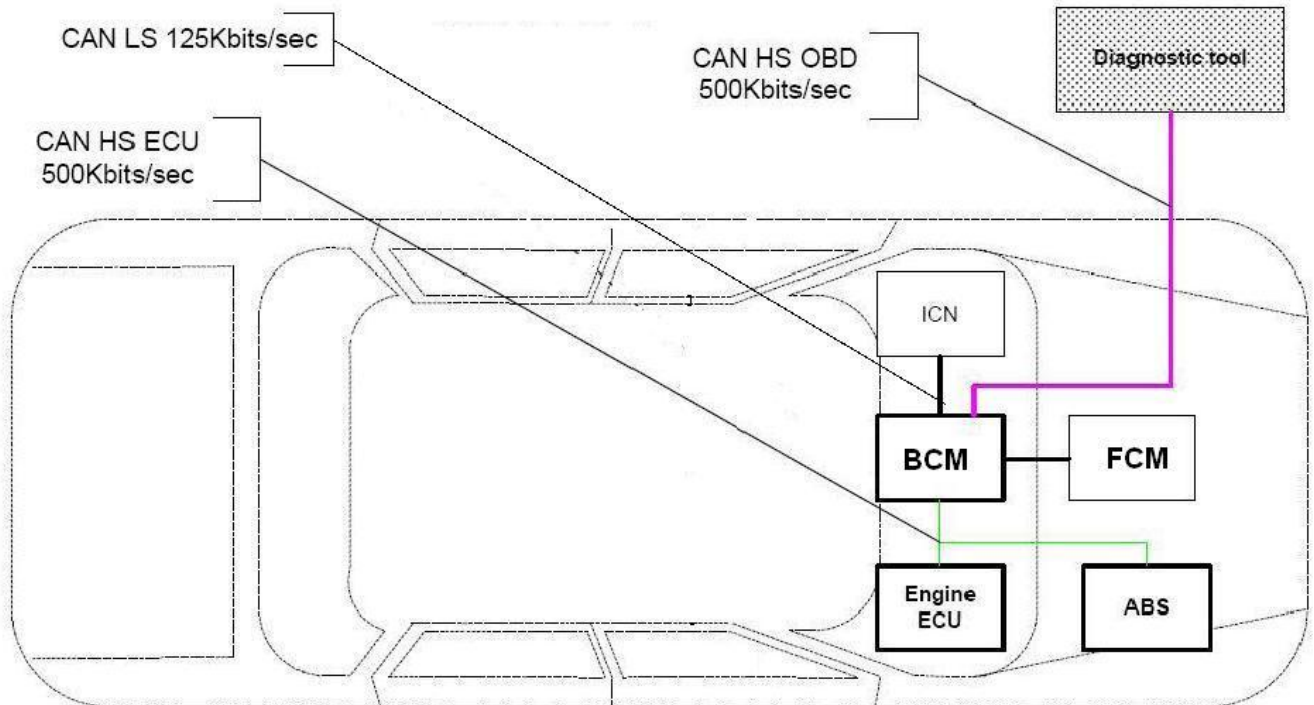 CAN LS 125Kbits/sec
CAN HS OBD
500Kbits/sec
Diagnostic tool
CAN HS ECU
500Kbits/sec
ICN
BCM
FCM
Engine
ECU
ABS